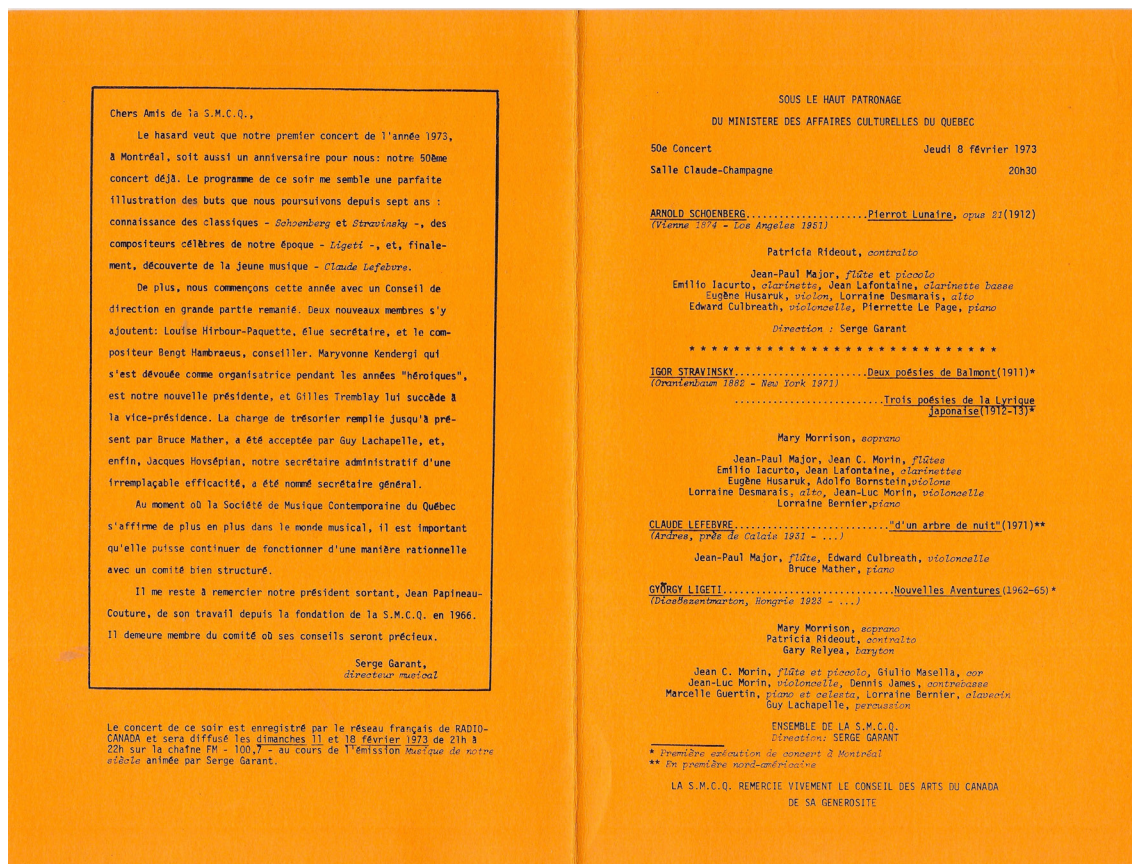 Chers Amis de la S.M.C.Q.,
Le hasard veut que notre premier concert de l'année 1973,
à Montréal, soit aussi un anniversaire pour nous: notre 50ème
concert déjà. Le programme de ce soir me semble une parfaite
illustration des buts que nous poursuivons depuis sept ans :
connaissance des classiques - Schoenberg et Stravinsky -, des
compositeurs célèbres de notre époque - Ligeti -, et, finale-
ment, découverte de la jeune musique - Claude Lefebvre.
De plus, nous commençons cette année avec un Conseil de
direction en grande partie remanié. Deux nouveaux membres s'y
ajoutent: Louise Hirbour-Paquette, élue secrétaire, et le com-
positeur Bengt Hambraeus, conseiller. Maryvonne Kendergi qui
s'est dévouée comme organisatrice pendant les années "héroïques",
est notre nouvelle présidente, et Gilles Tremblay lui succède à
la vice-présidence. La charge de trésorier remplie jusqu'à pré-
sent par Bruce Mather, a été acceptée par Guy Lachapelle, et,
enfin, Jacques Hovsépian, notre secrétaire administratif d'une
irremplaçable efficacité, a été nommé secrétaire général.
Au moment où la Société de Musique Contemporaine du Québec
s'affirme de plus en plus dans le monde musical, il est important
qu'elle puisse continuer de fonctionner d'une manière rationnelle
avec un comité bien structuré.
Il me reste à remercier notre président sortant, Jean Papineau-
Couture, de son travail depuis la fondation de la S.M.C.Q. en 1966.
Il demeure membre du comité où ses conseils seront précieux.
Serge Garant,
directeur musical
Le concert de ce soir est enregistré par le réseau français de RADIO-
CANADA et sera diffusé les dimanches 11 et 18 février 1973 de 21h à
22h sur la chaîne FM - 100,7 - au cours de l'émission Musique de notre
siècle animée par Serge Garant.
SOUS LE HAUT PATRONAGE
DU MINISTERE DES AFFAIRES CULTURELLES DU QUEBEC
50e Concert Jeudi 8 février 1973
Salle Claude-Champagne 20h30
ARNOLD SCHOENBERG.....................Pierrot Lunaire, opus 21(1912)
(Vienne 1874 - Los Angeles 1951)
Patricia Rideout, contralto
Jean-Paul Major, flûte et piccolo
Emilio Iacurto, clarinette, Jean Lafontaine, clarinette basse
Eugène Husaruk, violon, Lorraine Desmarais, alto
Edward Culbreath, violoncelle, Pierrette Le Page, piano
Direction : Serge Garant
* * * * * * * * * * * * * * * * * * * * * * * * * * * *
IGOR STRAVINSKY.......................Deux poésies de Balmont(1911)*
(Oranienbaum 1882 - New York 1971)
..........................Trois poésies de la Lyrique
japonaise(1912-13)*
Mary Morrison, soprano
Jean-Paul Major, Jean C. Morin, flûtes
Emilio Iacurto, Jean Lafontaine, clarinettes
Eugène Husaruk, Adolfo Bornstein,violons
Lorraine Desmarais, alto, Jean-Luc Morin, violoncelle
Lorraine Bernier,piano
CLAUDE LEFEBVRE..........................."d'un arbre de nuit"(1971)**
(Ardres, près de Calais 1931 - ...)
Jean-Paul Major, flûte, Edward Culbreath, violoncelle
Bruce Mather, piano
GYÖRGY LIGETI..............................Nouvelles Aventures(1962-65)*
(Dicsöszentmarton, Hongrie 1923 - ...)
Mary Morrison, soprano
Patricia Rideout, contralto
Gary Relyea, baryton
Jean C. Morin, flûte et piccolo, Giulio Masella, cor
Jean-Luc Morin, violoncelle, Dennis James, contrebasse
Marcelle Guertin, piano et celesta, Lorraine Bernier, clavecin
Guy Lachapelle, percussion
ENSEMBLE DE LA S.M.C.Q.
Direction: SERGE GARANT
* Première exécution de concert à Montréal
** En première nord-américaine
LA S.M.C.Q. REMERCIE VIVEMENT LE CONSEIL DES ARTS DU CANADA
DE SA GENEROSITE